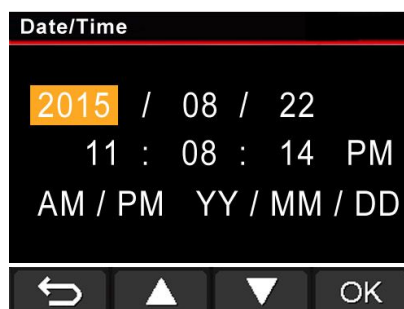 Date/Time
2015 / 08 / 22
11 : 08 : 14 PM
AM / PM YY / MM / DD
OK